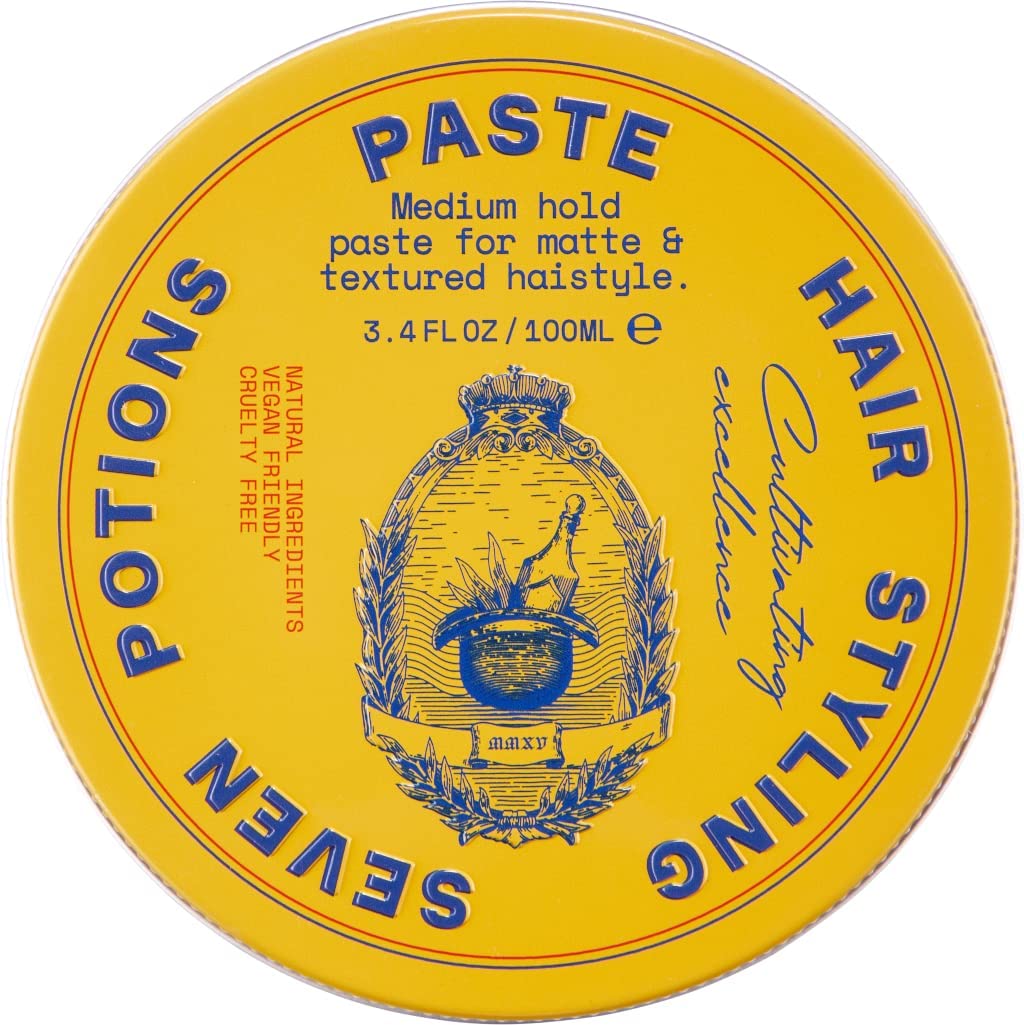 PASTE
Medium hold
paste for matte &
textured haistyle.
3.4 FL OZ / 100ML ℮
SEVEN POTIONS
HAIR STYLING
NATURAL INGREDIENTS
VEGAN FRIENDLY
CRUELTY FREE
Cultivating
excellence
MMXV